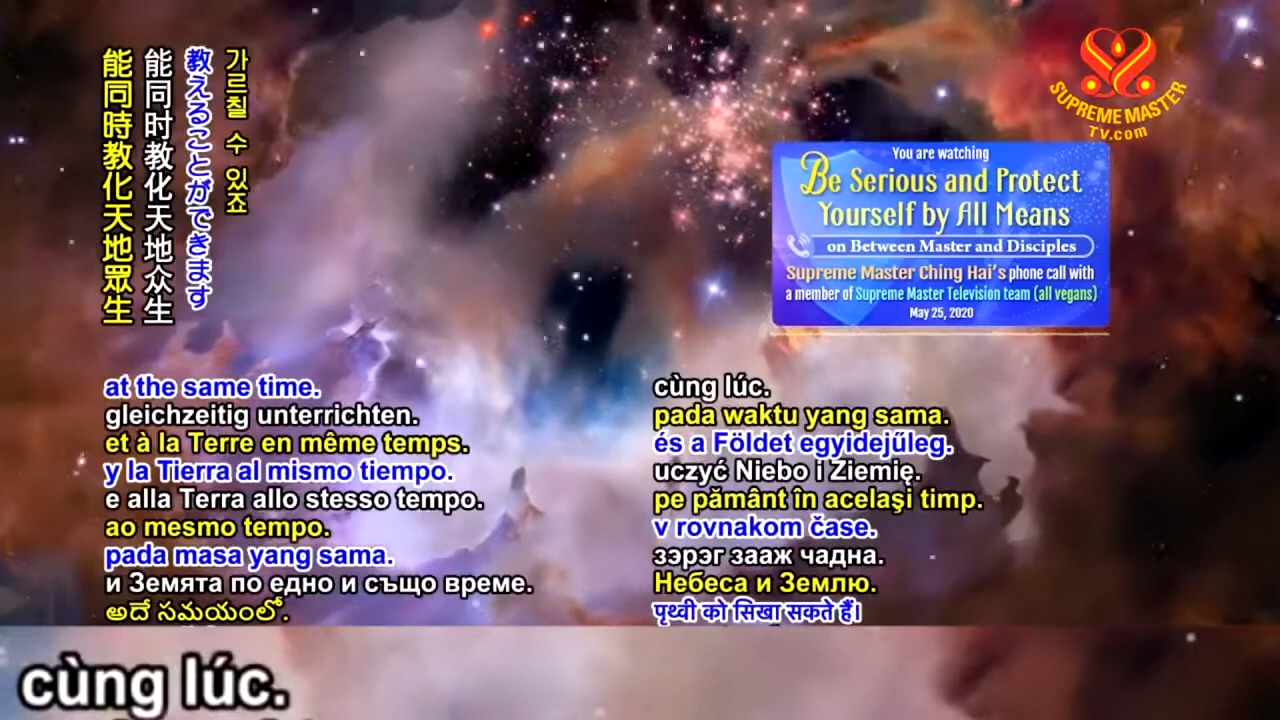 가르칠 수 있죠
教えることができます
能同时教化天地众生
能同時教化天地眾生
SUPREME MASTER
TV.com
You are watching
Be Serious and Protect
Yourself by All Means
on Between Master and Disciples
Supreme Master Ching Hai's phone call with
a member of Supreme Master Television team (all vegans)
May 25, 2020
at the same time.
gleichzeitig unterrichten.
et à la Terre en même temps.
y la Tierra al mismo tiempo.
e alla Terra allo stesso tempo.
ao mesmo tempo.
pada masa yang sama.
и Земята по едно и също време.
అదే సమయంలో.
cùng lúc.
pada waktu yang sama.
és a Földet egyidejűleg.
uczyć Niebo i Ziemię.
pe pământ în acelaşi timp.
v rovnakom čase.
зэрэг зааж чадна.
Небеса и Землю.
पृथ्वी को सिखा सकते हैं।
cùng lúc.